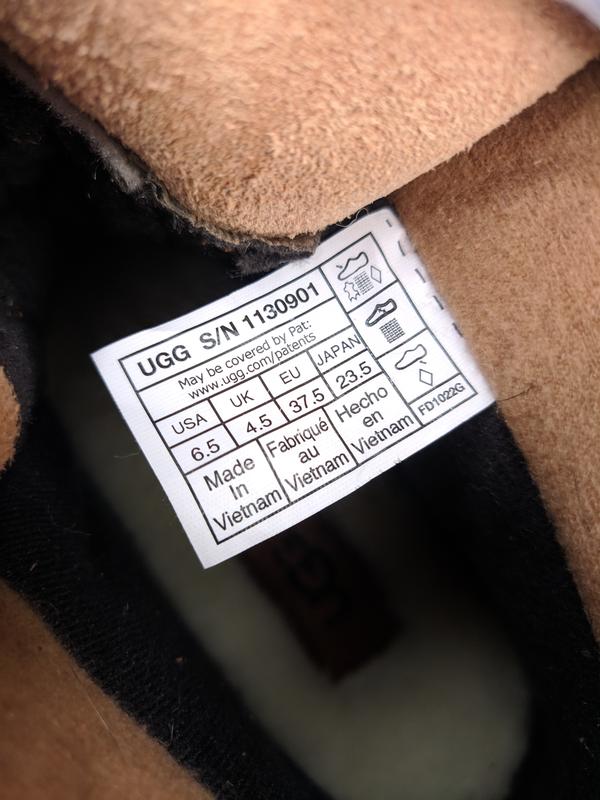 UGG S/N 1130901
May be covered by Pat:
www.ugg.com/patents
USA UK EU JAPAN
6.5 4.5 37.5 23.5
Made in Vietnam
Fabriqué au Vietnam
Hecho en Vietnam
FD1022G
UGG